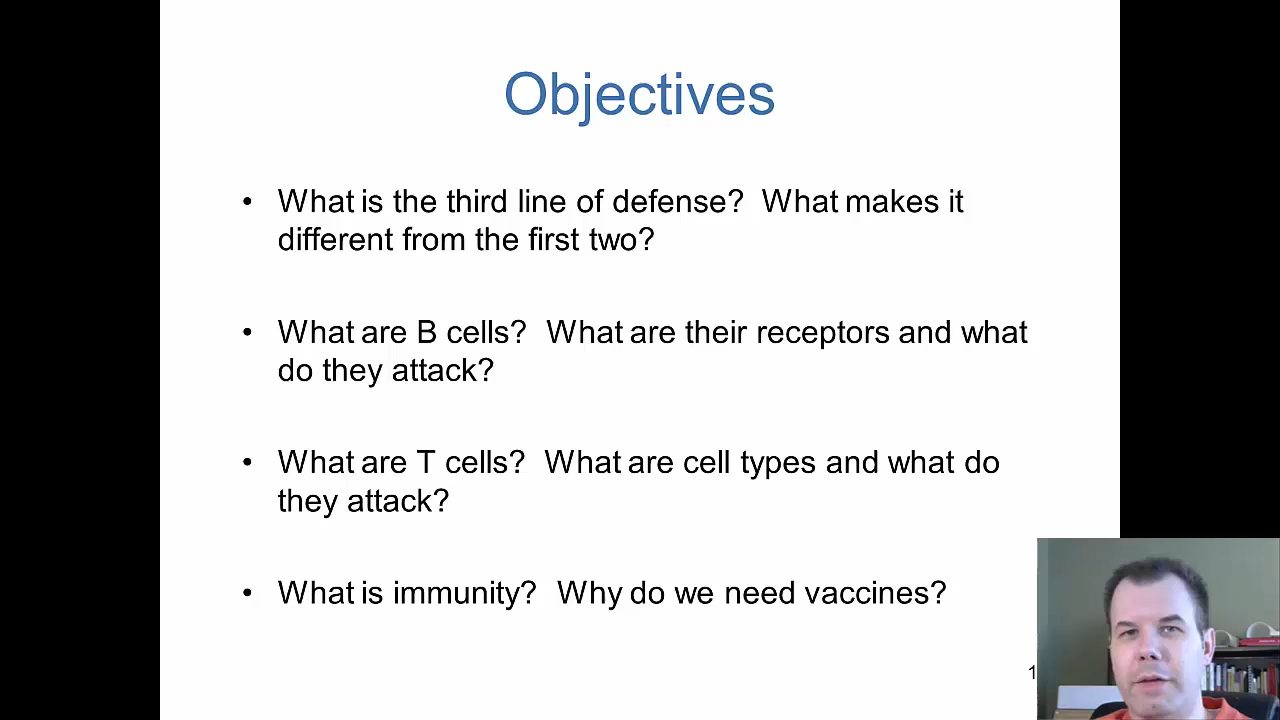 Objectives
• What is the third line of defense?  What makes it
different from the first two?
• What are B cells?  What are their receptors and what
do they attack?
• What are T cells?  What are cell types and what do
they attack?
• What is immunity?  Why do we need vaccines?
1